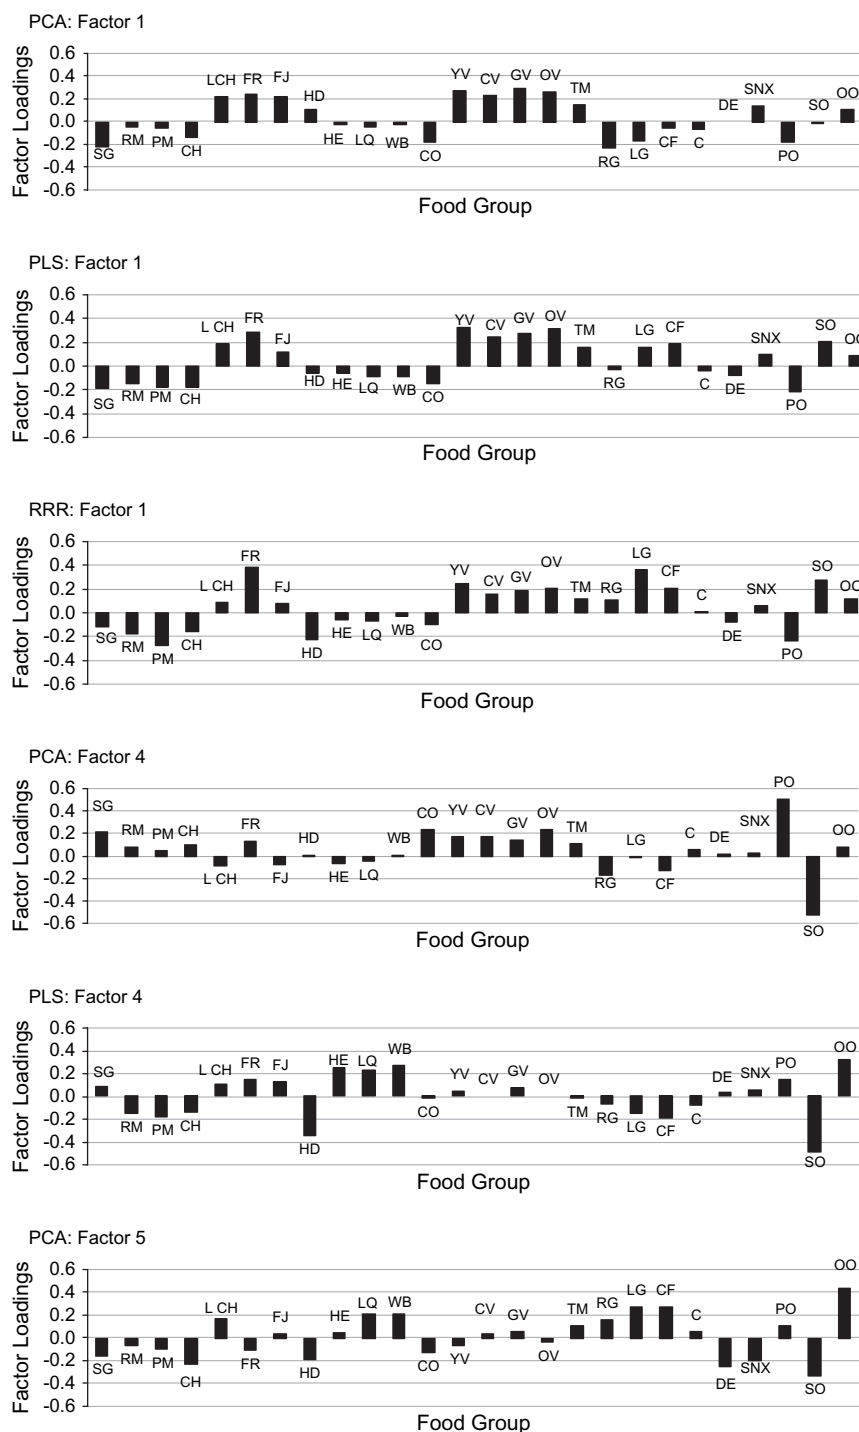 PCA: Factor 1
Factor Loadings
0.6
0.4
0.2
0.0
-0.2
-0.4
-0.6
SG RM PM CH LCH FR FJ HD HE LQ WB CO YV CV GV OV TM RG LG CF C DE SNX PO SO OO
Food Group
PLS: Factor 1
Factor Loadings
0.6
0.4
0.2
0.0
-0.2
-0.4
-0.6
SG RM PM CH L CH FR FJ HD HE LQ WB CO YV CV GV OV TM RG LG CF C DE SNX PO SO OO
Food Group
RRR: Factor 1
Factor Loadings
0.6
0.4
0.2
0.0
-0.2
-0.4
-0.6
SG RM PM CH L CH FR FJ HD HE LQ WB CO YV CV GV OV TM RG LG CF C DE SNX PO SO OO
Food Group
PCA: Factor 4
Factor Loadings
0.6
0.4
0.2
0.0
-0.2
-0.4
-0.6
SG RM PM CH L CH FR FJ HD HE LQ WB CO YV CV GV OV TM RG LG CF C DE SNX PO SO OO
Food Group
PLS: Factor 4
Factor Loadings
0.6
0.4
0.2
0.0
-0.2
-0.4
-0.6
SG RM PM CH L CH FR FJ HD HE LQ WB CO YV CV GV OV TM RG LG CF C DE SNX PO SO OO
Food Group
PCA: Factor 5
Factor Loadings
0.6
0.4
0.2
0.0
-0.2
-0.4
-0.6
SG RM PM CH L CH FR FJ HD HE LQ WB CO YV CV GV OV TM RG LG CF C DE SNX PO SO OO
Food Group